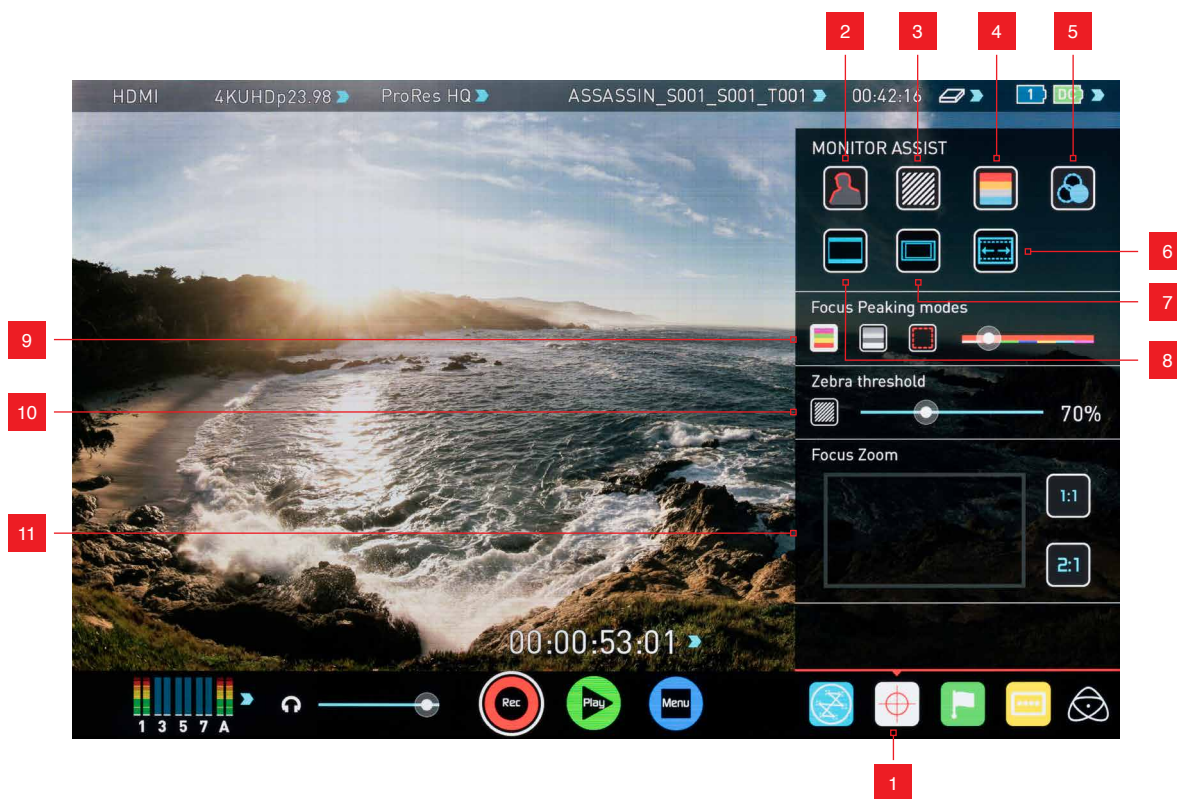 2 3 4 5
HDMI 4KUHDp23.98 ProRes HQ ASSASSIN_S001_S001_T001 00:42:16 1 DC
MONITOR ASSIST
6
7
Focus Peaking modes
9
8
Zebra threshold
10
70%
Focus Zoom
1:1
11
2:1
00:00:53:01
Rec Play Menu
1 3 5 7 A
1